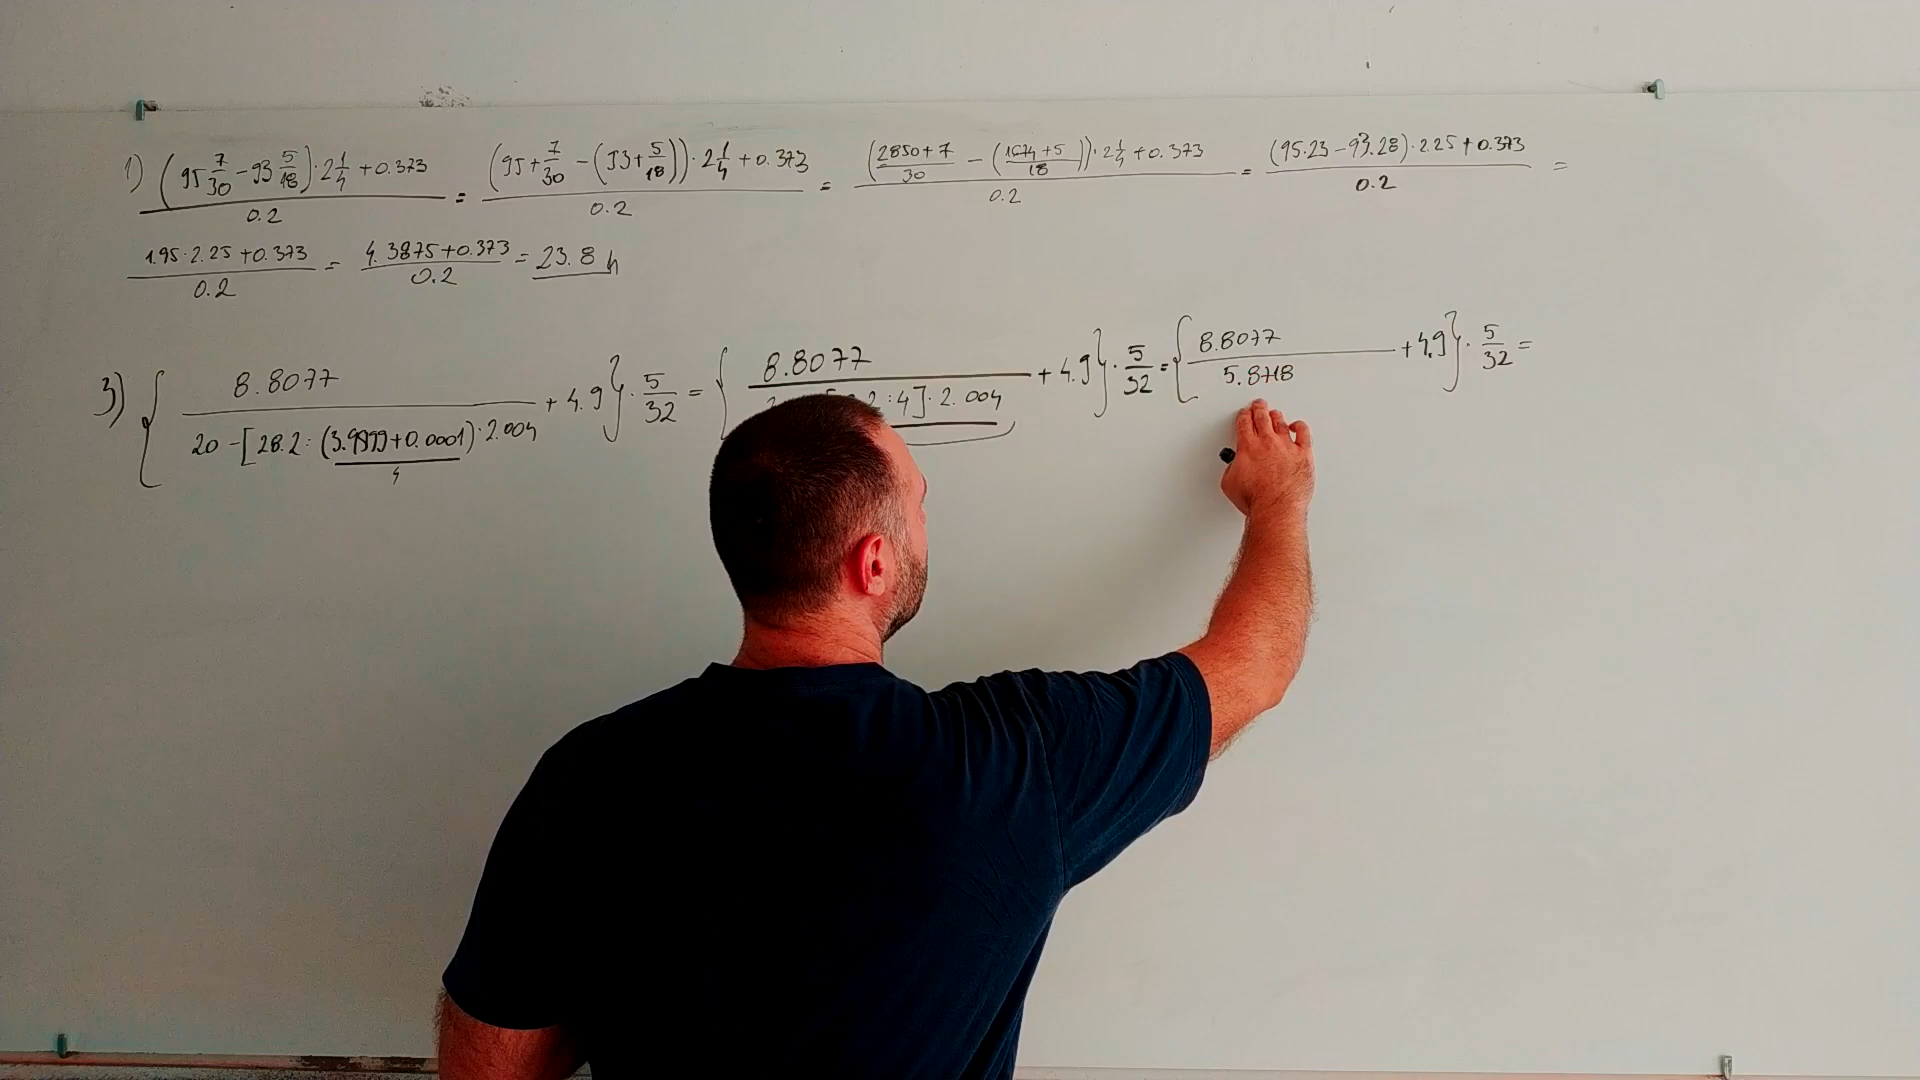 1) (95 7/30 - 93 5/18) · 2 1/4 + 0.373 / 0.2 = (95 + 7/30 - (93 + 5/18)) · 2 1/4 + 0.373 / 0.2 = (2850+7/30 - (1674+5/18)) · 2 1/4 + 0.373 / 0.2 = (95.23 - 93.28) · 2.25 + 0.373 / 0.2 =
1.95 · 2.25 + 0.373 / 0.2 = 4.3875 + 0.373 / 0.2 = 23.8 h
3) { 8.8077 / 20 - [28.2 : (3.9999 + 0.0001) · 2.004 + 4.9 } · 5/32 = { 8.8077 / 2 : 4] · 2.004 + 4.9 } · 5/32 = { 8.8077 / 5.8718 + 4.9 } · 5/32 =
4